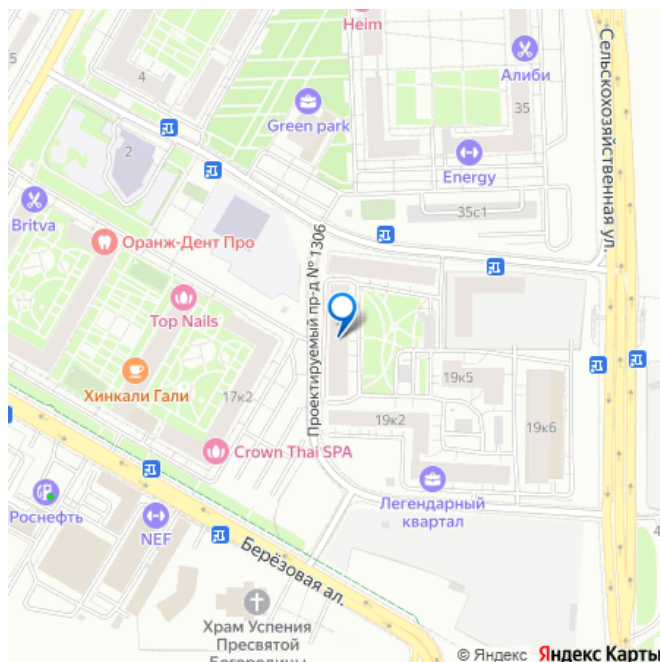 Heim
5
4
Алиби
35
Green park
Сельскохозяйственная ул.
2
Energy
Britva
35с1
Оранж-Дент Про
Проектируемый пр-д № 1306
Top Nails
Хинкали Гали
17к2
19к5
19к2
19к6
Crown Thai SPA
Роснефть
NEF
Легендарный
квартал
Берёзовая ал.
4
Храм Успения
Пресвятой
Богородицы
© Яндекс Яндекс Карты